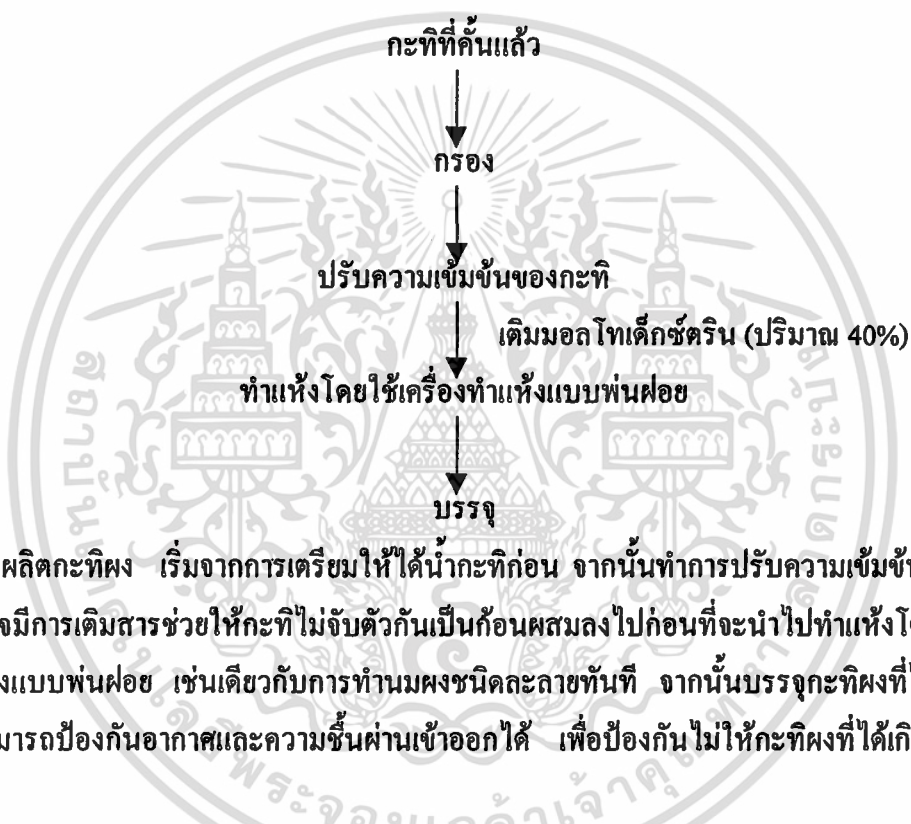 กะทิที่คั้นแล้ว
กรอง
ปรับความเข้มข้นของกะทิ
เติมมอลโทเด็กซ์ตริน (ปริมาณ 40%)
ทำแห้งโดยใช้เครื่องทำแห้งแบบพ่นฝอย
บรรจุ
ผลิตกะทิผง เริ่มจากการเตรียมให้ได้น้ำกะทิก่อน จากนั้นทำการปรับความเข้มข้น
จมีการเติมสารช่วยให้กะทิไม่จับตัวกันเป็นก้อนผสมลงไปก่อนที่จะนำไปทำแห้งโด
งแบบพ่นฝอย เช่นเดียวกับการทำนมผงชนิดละลายทันที จากนั้นบรรจุกะทิผงที่ไ
มารถป้องกันอากาศและความชื้นผ่านเข้าออกได้ เพื่อป้องกันไม่ให้กะทิผงที่ได้เกิ